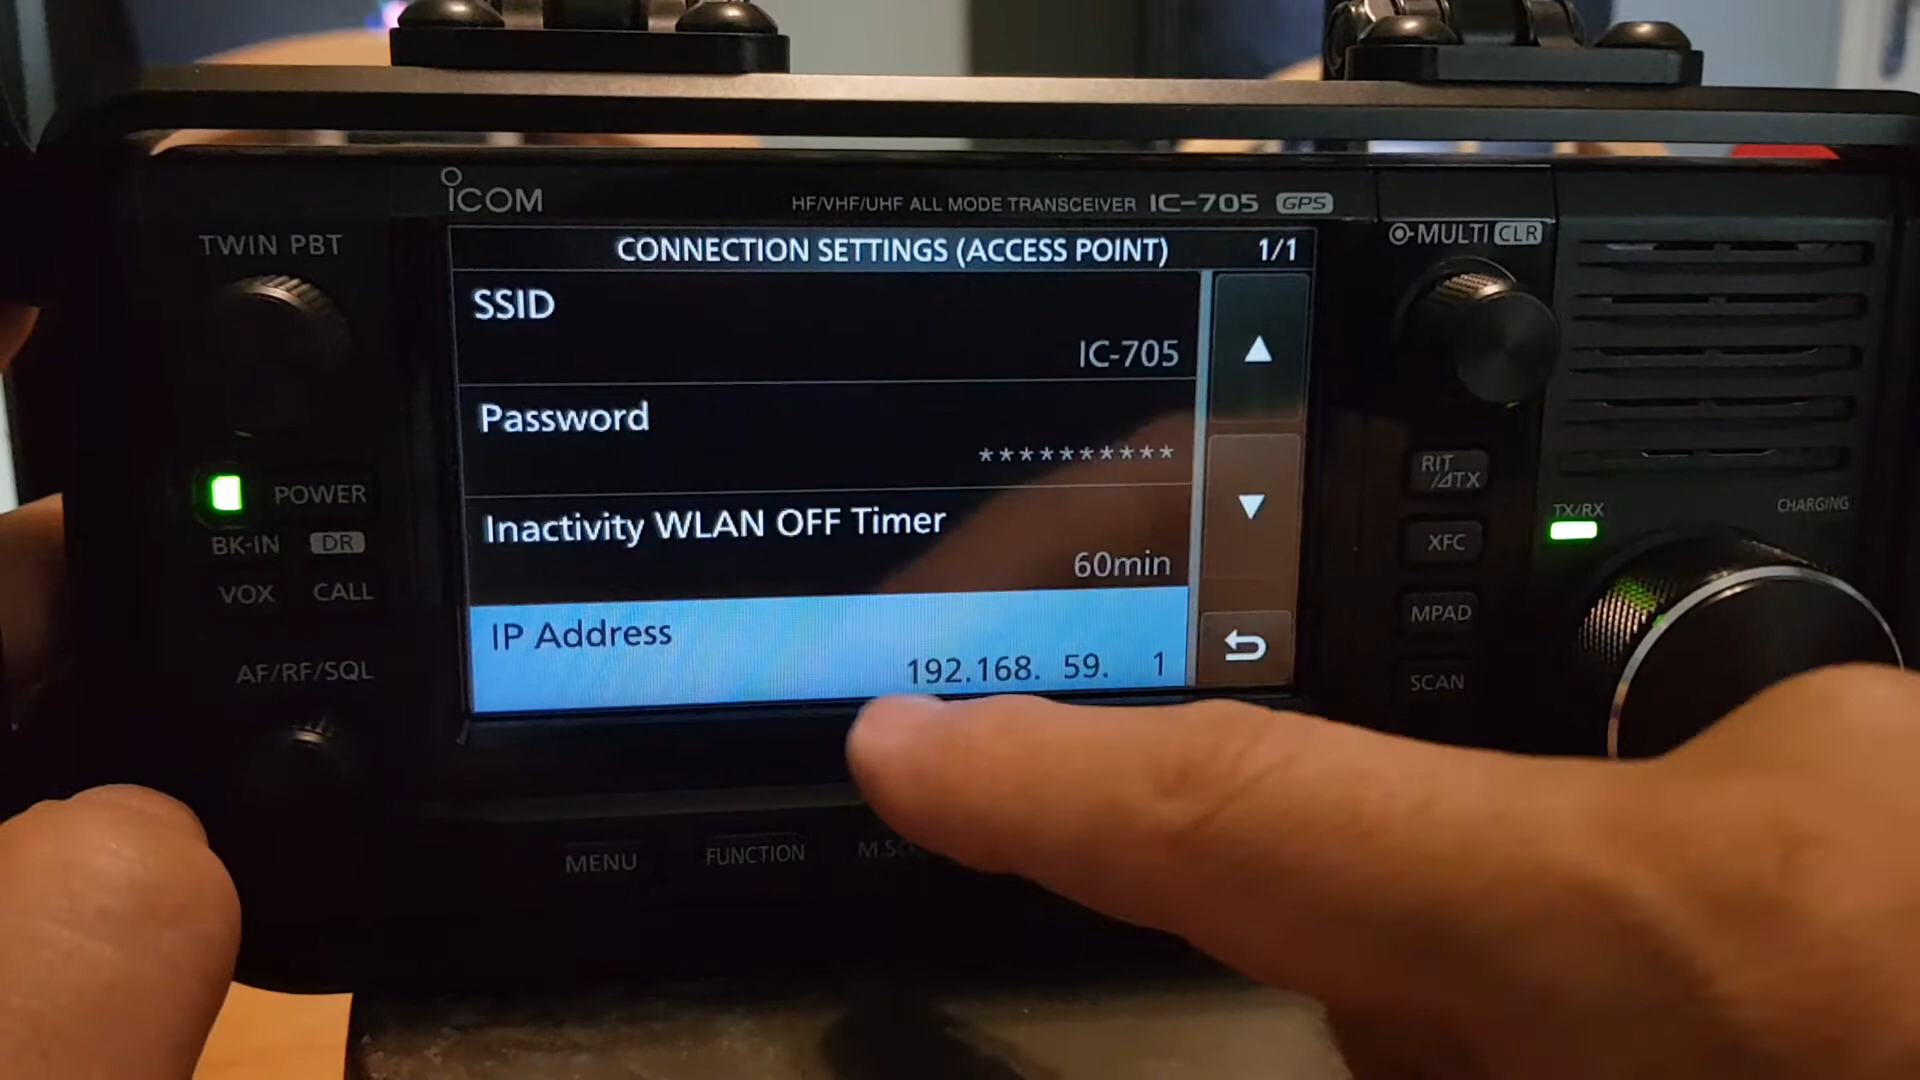 ICOM
HF/VHF/UHF ALL MODE TRANSCEIVER IC-705 GPS
TWIN PBT
CONNECTION SETTINGS (ACCESS POINT) 1/1
MULTI CLR
SSID
IC-705
Password
**********
Inactivity WLAN OFF Timer
60min
IP Address
192.168. 59. 1
POWER
BK-IN DR
VOX CALL
AF/RF/SQL
RIT
/⊿TX
XFC
MPAD
SCAN
TX/RX
CHARGING
MENU
FUNCTION